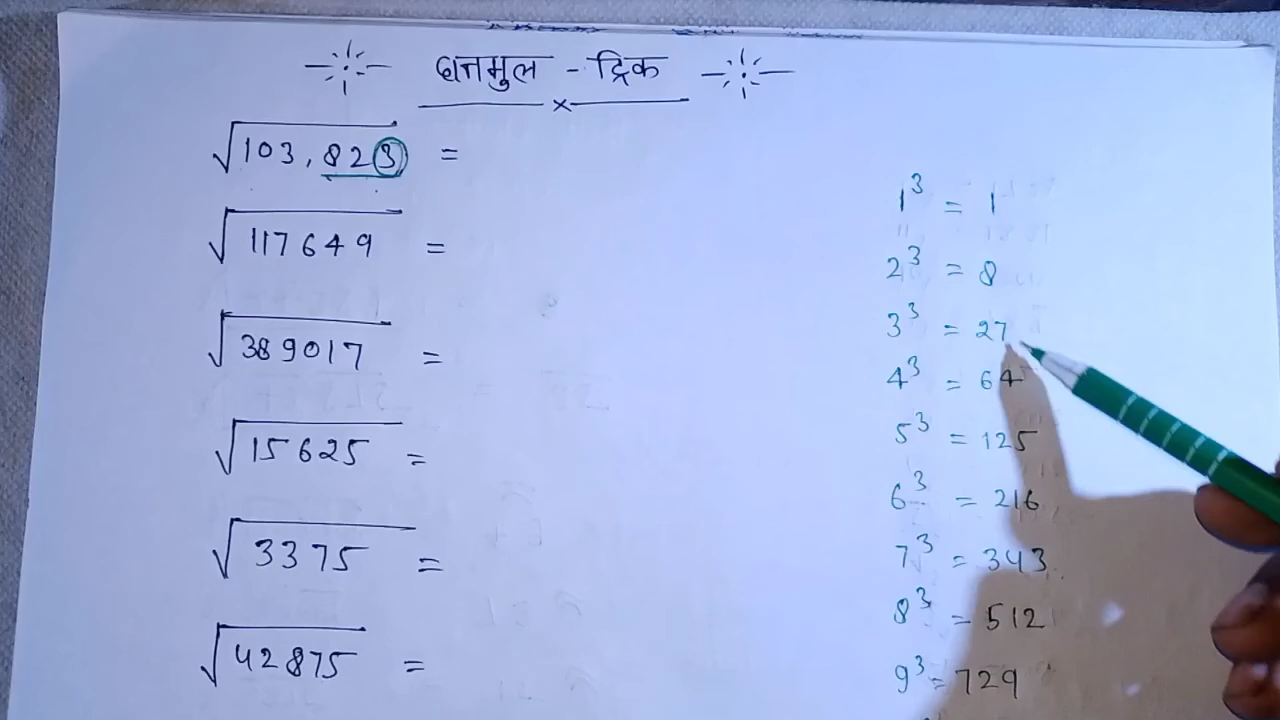 घनमुल - ट्रिक
√103,823 =
√117649 =
√389017 =
√15625 =
√3375 =
√42875 =
1³ = 1
2³ = 8
3³ = 27
4³ = 64
5³ = 125
6³ = 216
7³ = 343
8³ = 512
9³ = 729